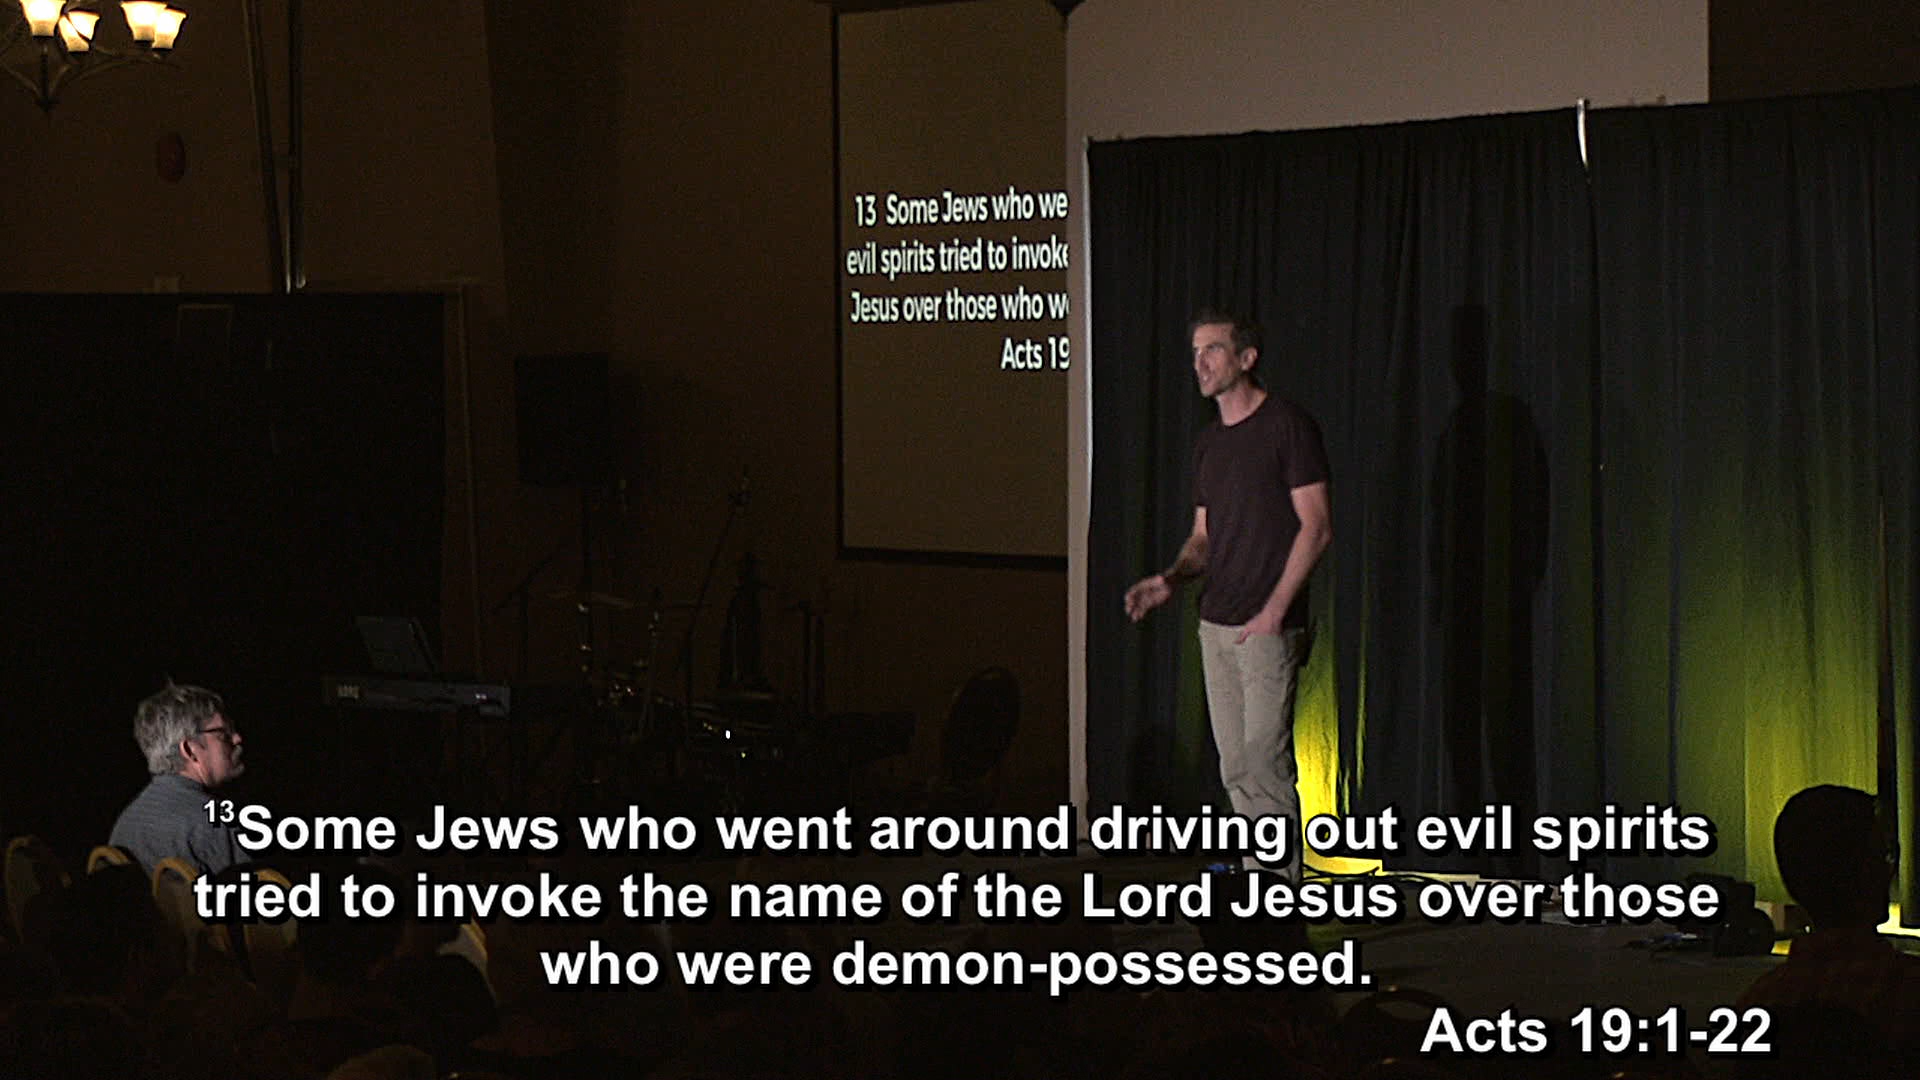 13 Some Jews who we
evil spirits tried to invoke
Jesus over those who we
Acts 19
KORG
13Some Jews who went around driving out evil spirits
tried to invoke the name of the Lord Jesus over those
who were demon-possessed.
Acts 19:1-22